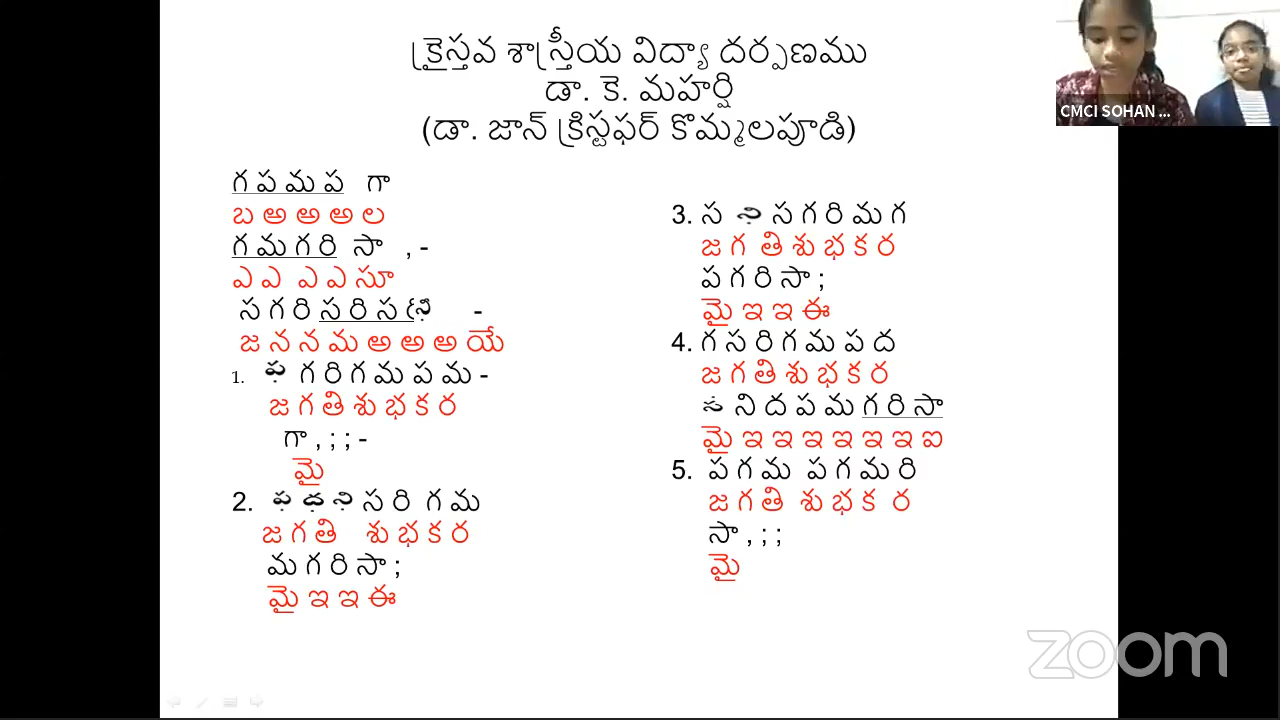 క్రైస్తవ శాస్త్రీయ విద్యా దర్పణము
డా. కె. మహర్షి
(డా. జాన్ క్రిస్టఫర్ కొమ్మలపూడి)
గ ప మ ప గా
బ అ అ అ ల
గ మ గ రి సా , -
ఎ ఎ ఎ ఎ సూ
స గ రి స రి స ని -
జ న న మ అ అ అ యే
1. ప గ రి గ మ ప మ -
జ గ తి శు భ క ర
గా , ; ; -
మై
2. ప ద ని స రి గ మ
జ గ తి శు భ క ర
మ గ రి సా ;
మై ఇ ఇ ఈ
3. స ని స గ రి మ గ
జ గ తి శు భ క ర
ప గ రి సా ;
మై ఇ ఇ ఈ
4. గ స రి గ మ ప ద
జ గ తి శు భ క ర
స ని ద ప మ గ రి సా
మై ఇ ఇ ఇ ఇ ఇ ఇ ఐ
5. ప గ మ ప గ మ రి
జ గ తి శు భ క ర
సా , ; ;
మై
CMCI SOHAN ...
zoom